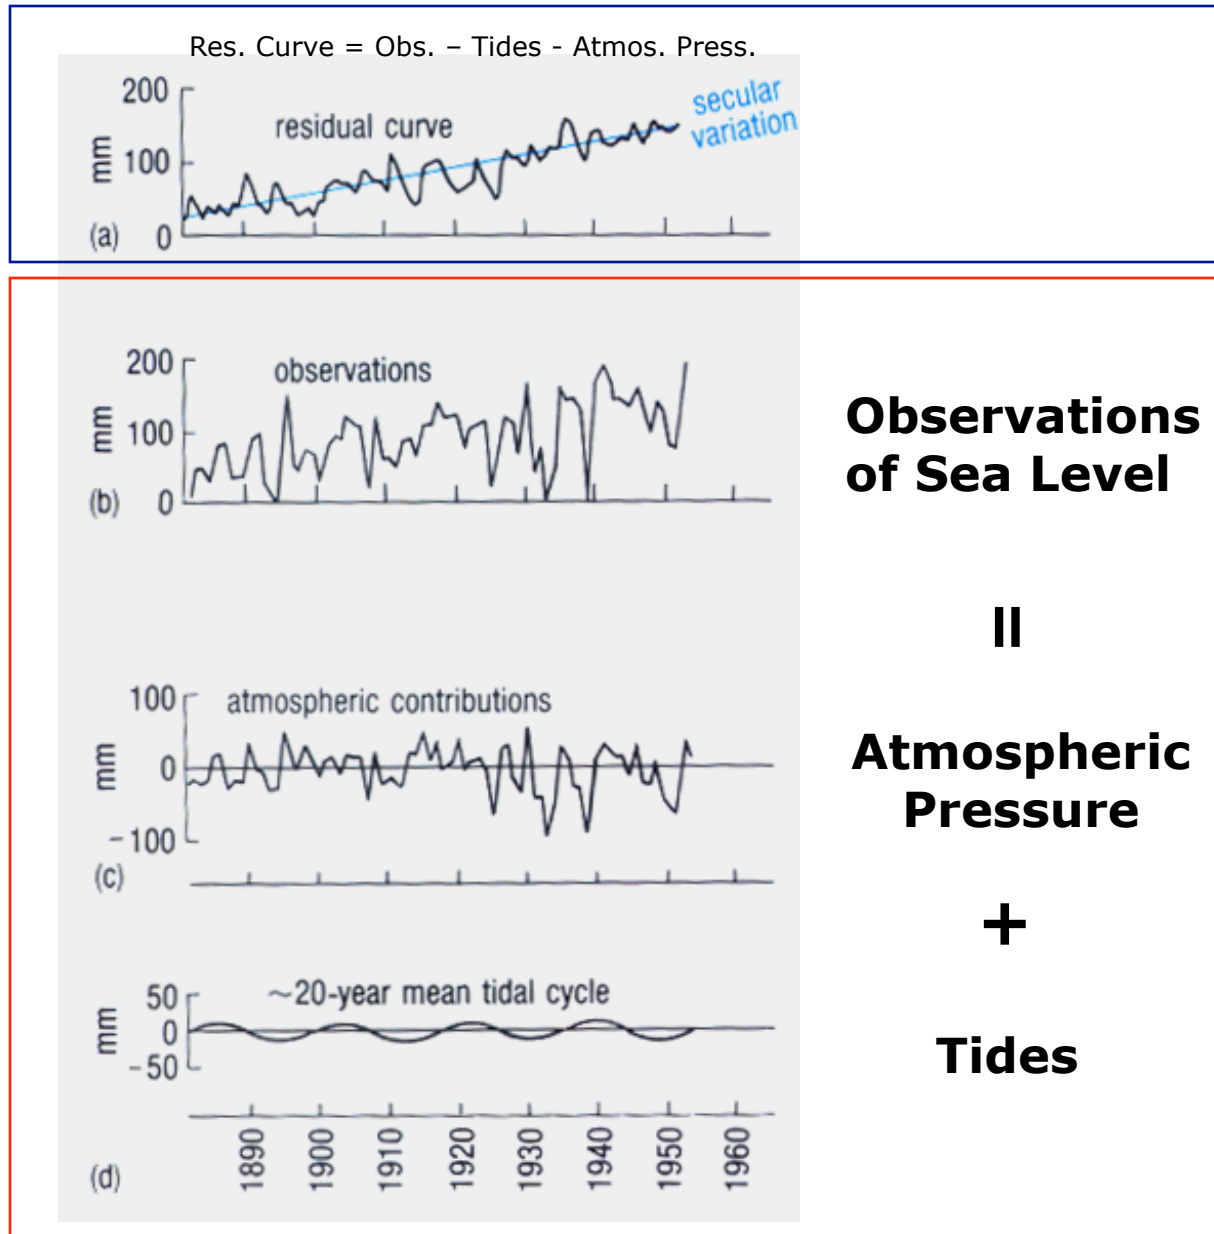 Res. Curve = Obs. – Tides - Atmos. Press.
200
100
0
mm
(a)
residual curve
secular
variation
200
100
0
mm
(b)
observations
Observations
of Sea Level
=
100
0
-100
mm
(c)
atmospheric contributions
Atmospheric
Pressure
+
50
0
-50
mm
~20-year mean tidal cycle
Tides
1890 1900 1910 1920 1930 1940 1950 1960
(d)